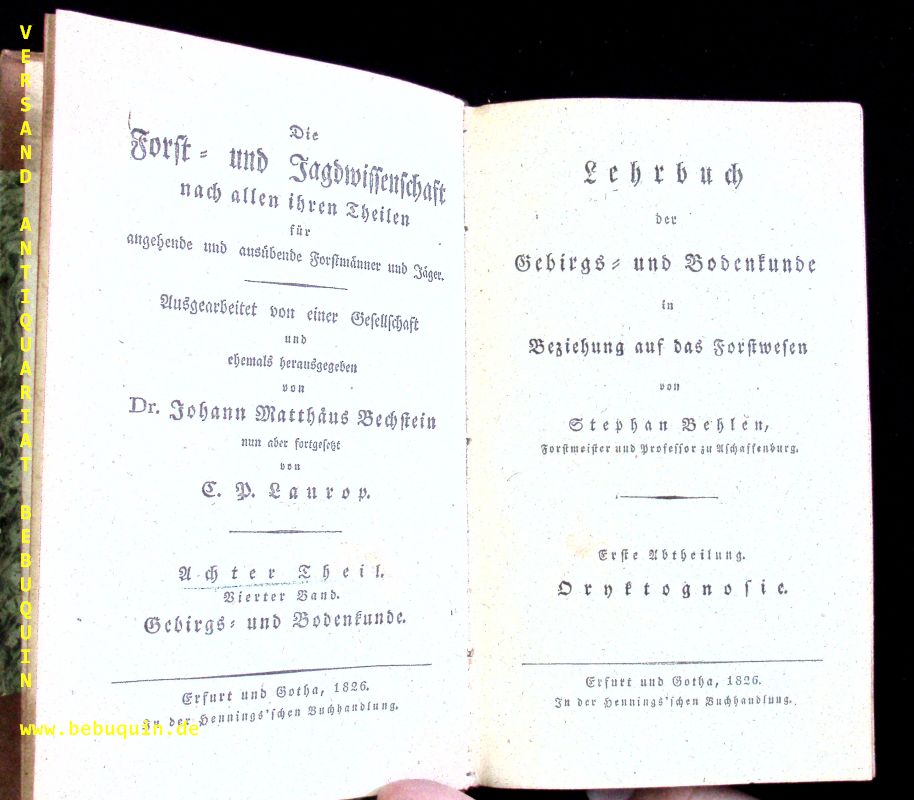 Die
Forst- und Jagdwissenschaft
nach allen ihren Theilen
für
angehende und ausübende Forstmänner und Jäger.
Ausgearbeitet von einer Gesellschaft
und
ehemals herausgegeben
von
Dr. Johann Matthäus Bechstein
nun aber fortgesetzt
von
C. P. Laurop.
Achter Theil.
Vierter Band.
Gebirgs- und Bodenkunde.
Erfurt und Gotha, 1826.
In der Hennings'schen Buchhandlung.
Lehrbuch
der
Gebirgs- und Bodenkunde
in
Beziehung auf das Forstwesen
von
Stephan Behlen,
Forstmeister und Professor zu Aschaffenburg.
Erste Abtheilung.
Oryktognosie.
Erfurt und Gotha, 1826.
In der Hennings'schen Buchhandlung.
VERSAND ANTIQUARIAT BEBUQUIN
www.bebuquin.de